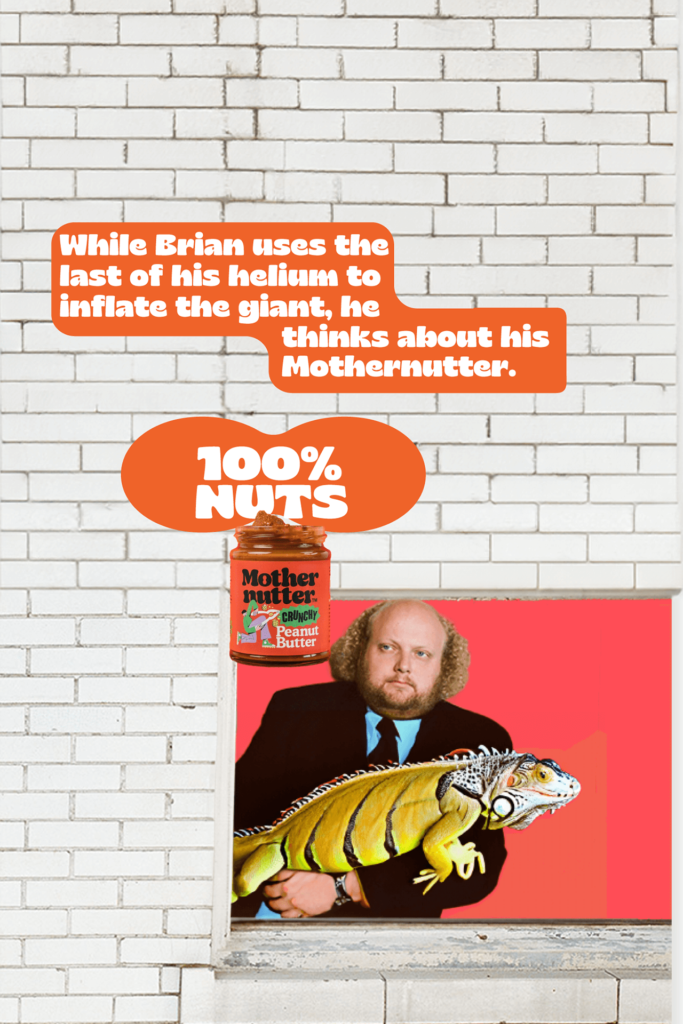 While Brian uses the
last of his helium to
inflate the giant, he
thinks about his
Mothernutter.
100%
NUTS
Mother
nutter
CRUNCHY
Peanut
Butter